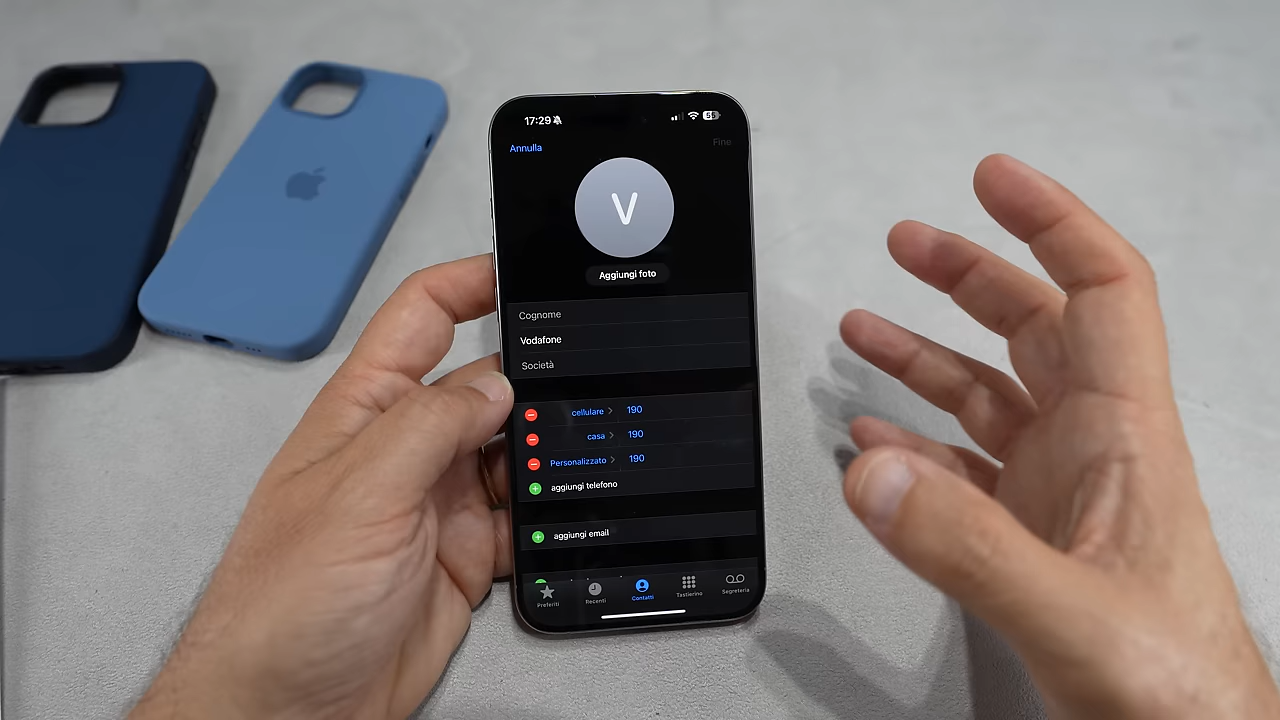 17:29
55
Annulla
Fine
V
Aggiungi foto
Cognome
Vodafone
Società
cellulare 190
casa 190
Personalizzato 190
aggiungi telefono
aggiungi email
Preferiti
Recenti
Contatti
Tastierino
Segreteria